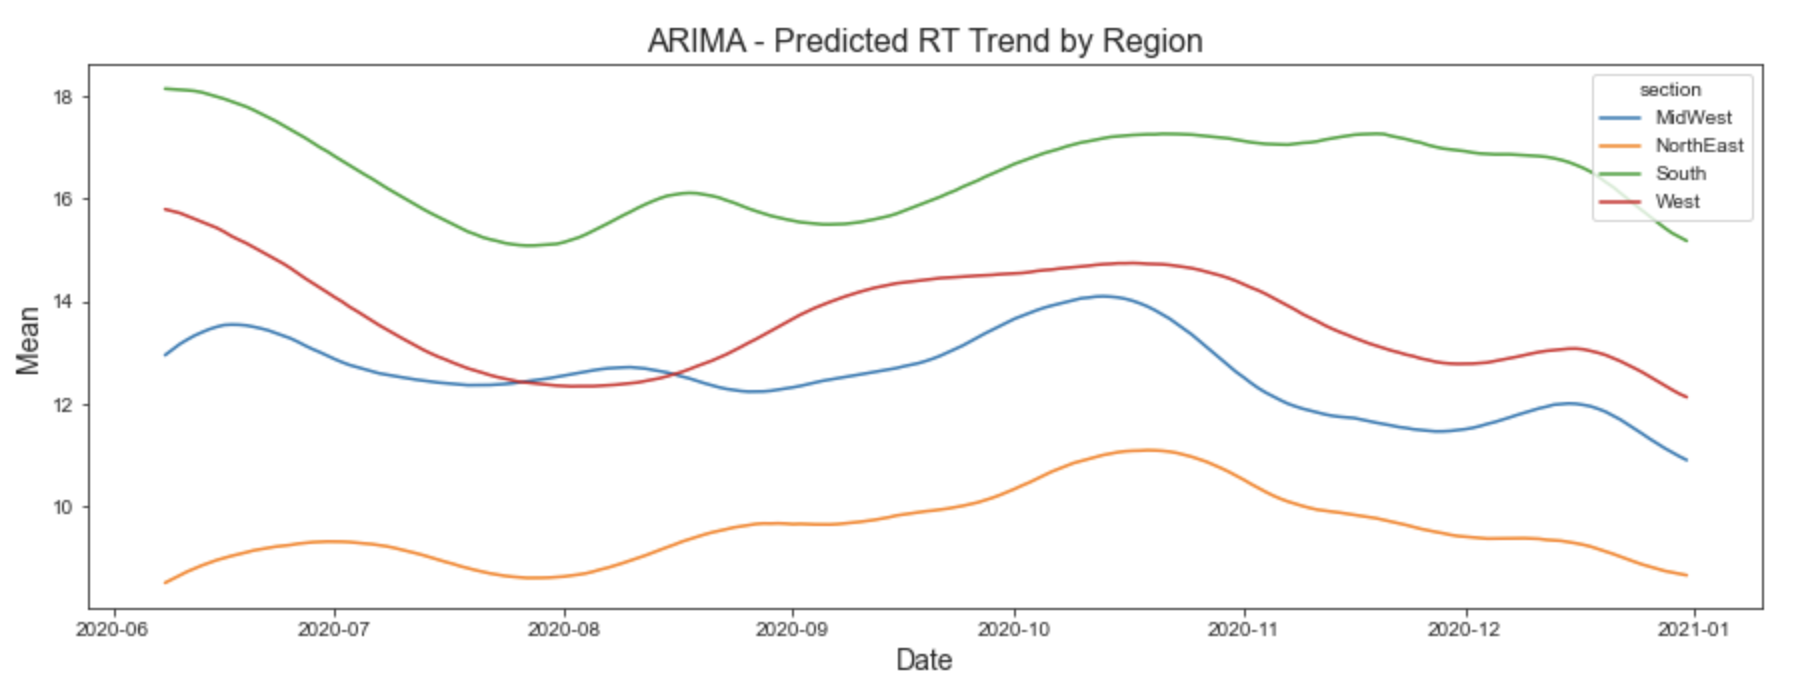 ARIMA - Predicted RT Trend by Region
section
MidWest
NorthEast
South
West
Mean
18
16
14
12
10
2020-06 2020-07 2020-08 2020-09 2020-10 2020-11 2020-12 2021-01
Date